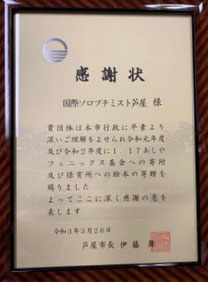 感謝状
国際ソロプチミスト芦屋 様
貴団体は本市行政に平素より
深いご理解をよせられ令和元年度
及び令和2年度に1.17あしや
フェニックス基金への寄附
及び保育所への絵本の寄贈を
賜りました
よってここに深く感謝の意を
表します
令和3年3月26日
芦屋市長 伊藤 舞